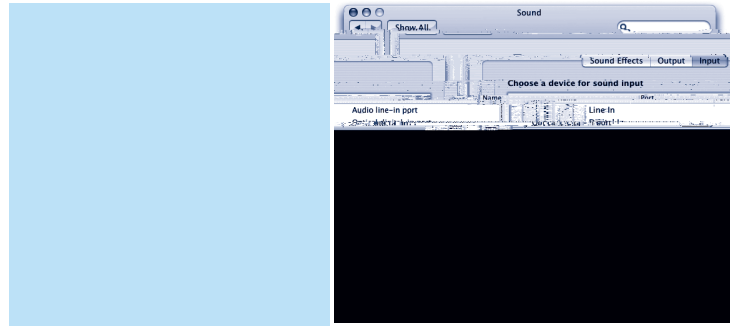 Sound
Show All
Sound Effects Output Input
Choose a device for sound input
Name Port
Audio line-in port Line In